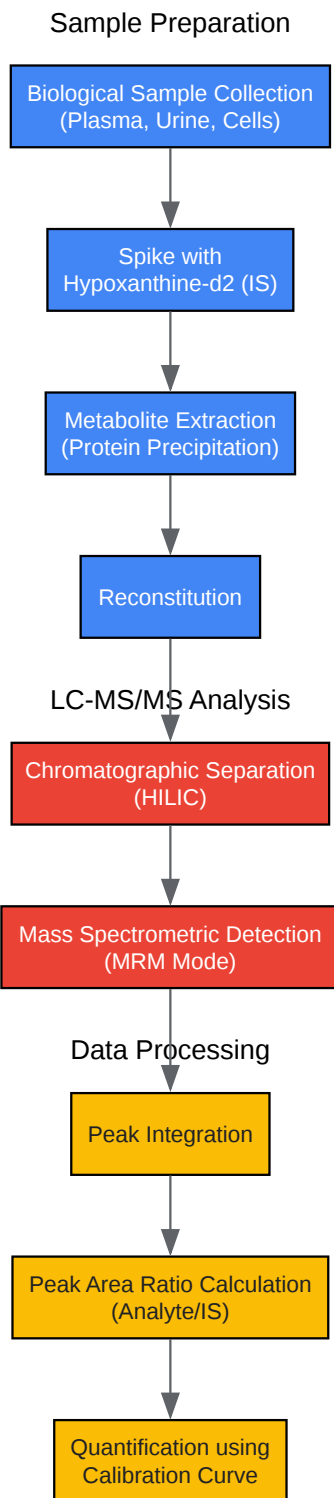 Sample Preparation
Biological Sample Collection
(Plasma, Urine, Cells)
Spike with
Hypoxanthine-d2 (IS)
Metabolite Extraction
(Protein Precipitation)
Reconstitution
LC-MS/MS Analysis
Chromatographic Separation
(HILIC)
Mass Spectrometric Detection
(MRM Mode)
Data Processing
Peak Integration
Peak Area Ratio Calculation
(Analyte/IS)
Quantification using
Calibration Curve